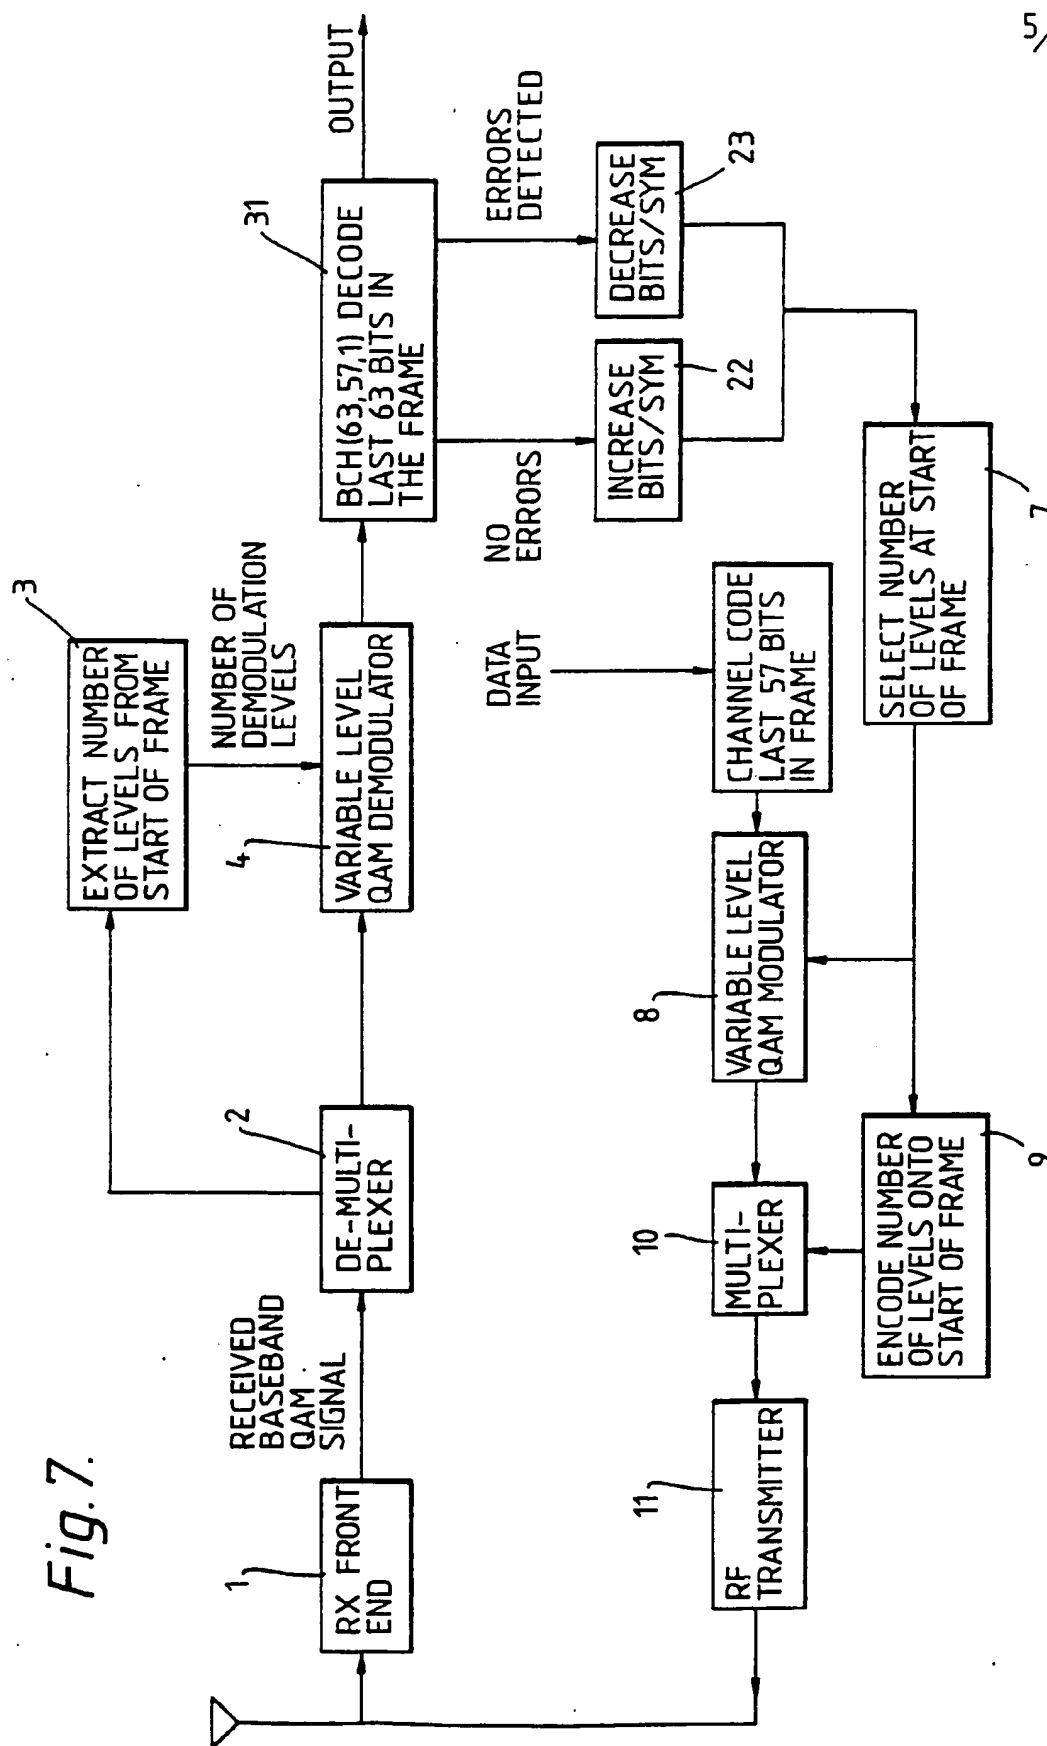 Fig. 7.
5/
1
RX FRONT
END
RECEIVED
BASEBAND
QAM
SIGNAL
2
DE-MULTI-
PLEXER
3
EXTRACT NUMBER
OF LEVELS FROM
START OF FRAME
NUMBER OF
DEMODULATION
LEVELS
4
VARIABLE LEVEL
QAM DEMODULATOR
31
BCH(63,57,1) DECODE
LAST 63 BITS IN
THE FRAME
OUTPUT
NO
ERRORS
ERRORS
DETECTED
INCREASE
BITS/SYM
22
DECREASE
BITS/SYM
23
DATA
INPUT
CHANNEL CODE
LAST 57 BITS
IN FRAME
8
VARIABLE LEVEL
QAM MODULATOR
10
MULTI-
PLEXER
11
RF
TRANSMITTER
SELECT NUMBER
OF LEVELS AT START
OF FRAME
7
ENCODE NUMBER
OF LEVELS ONTO
START OF FRAME
9